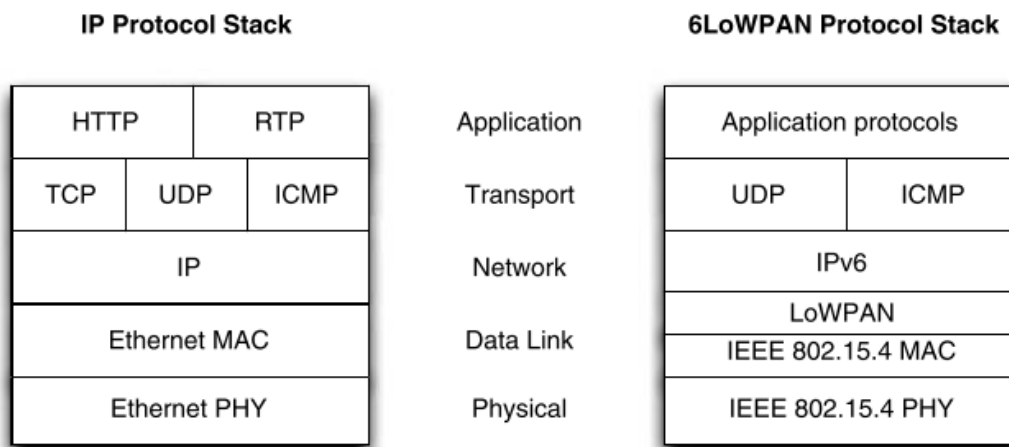 IP Protocol Stack 6LoWPAN Protocol Stack
HTTP RTP Application Application protocols
TCP UDP ICMP Transport UDP ICMP
IP Network IPv6
LoWPAN
Ethernet MAC Data Link IEEE 802.15.4 MAC
Ethernet PHY Physical IEEE 802.15.4 PHY